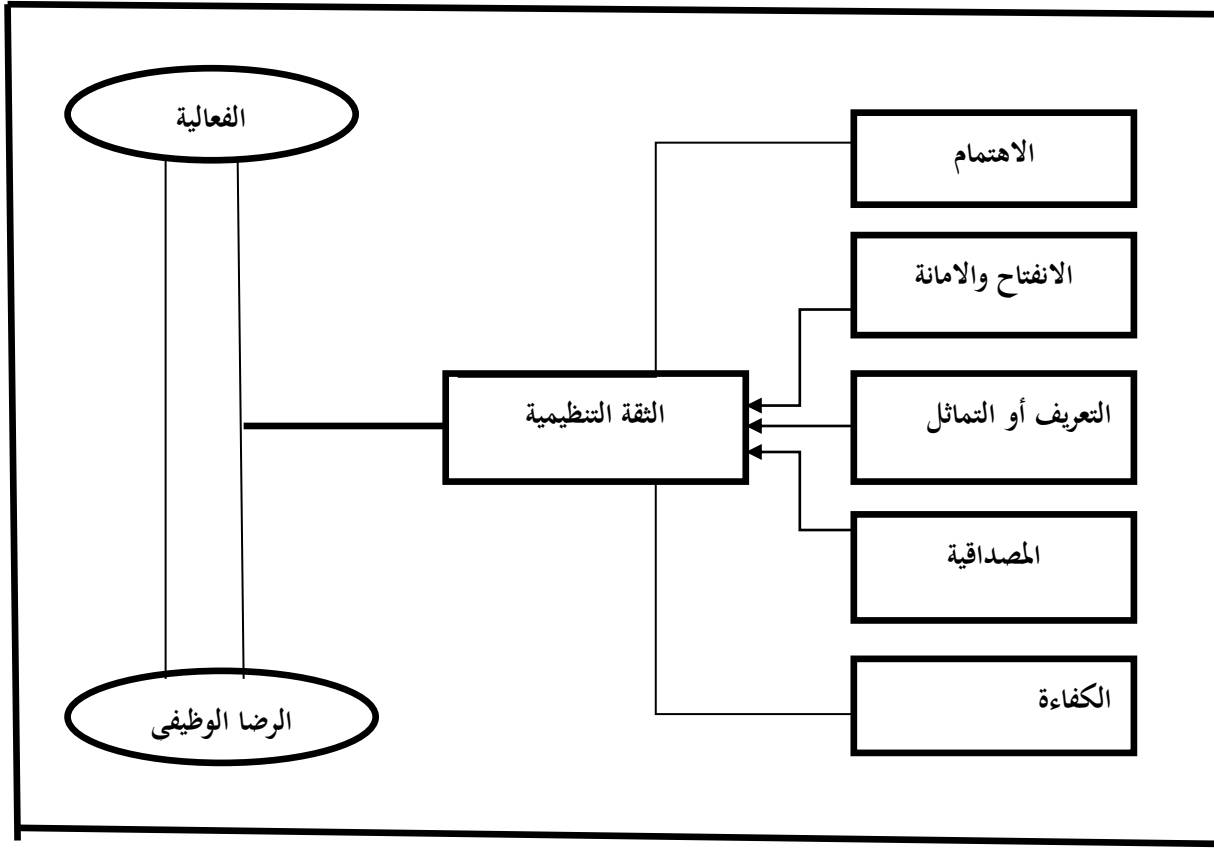 الفعالية
الاهتمام
الانفتاح والامانة
الثقة التنظيمية
التعريف أو التماثل
المصداقية
الكفاءة
الرضا الوظيفى